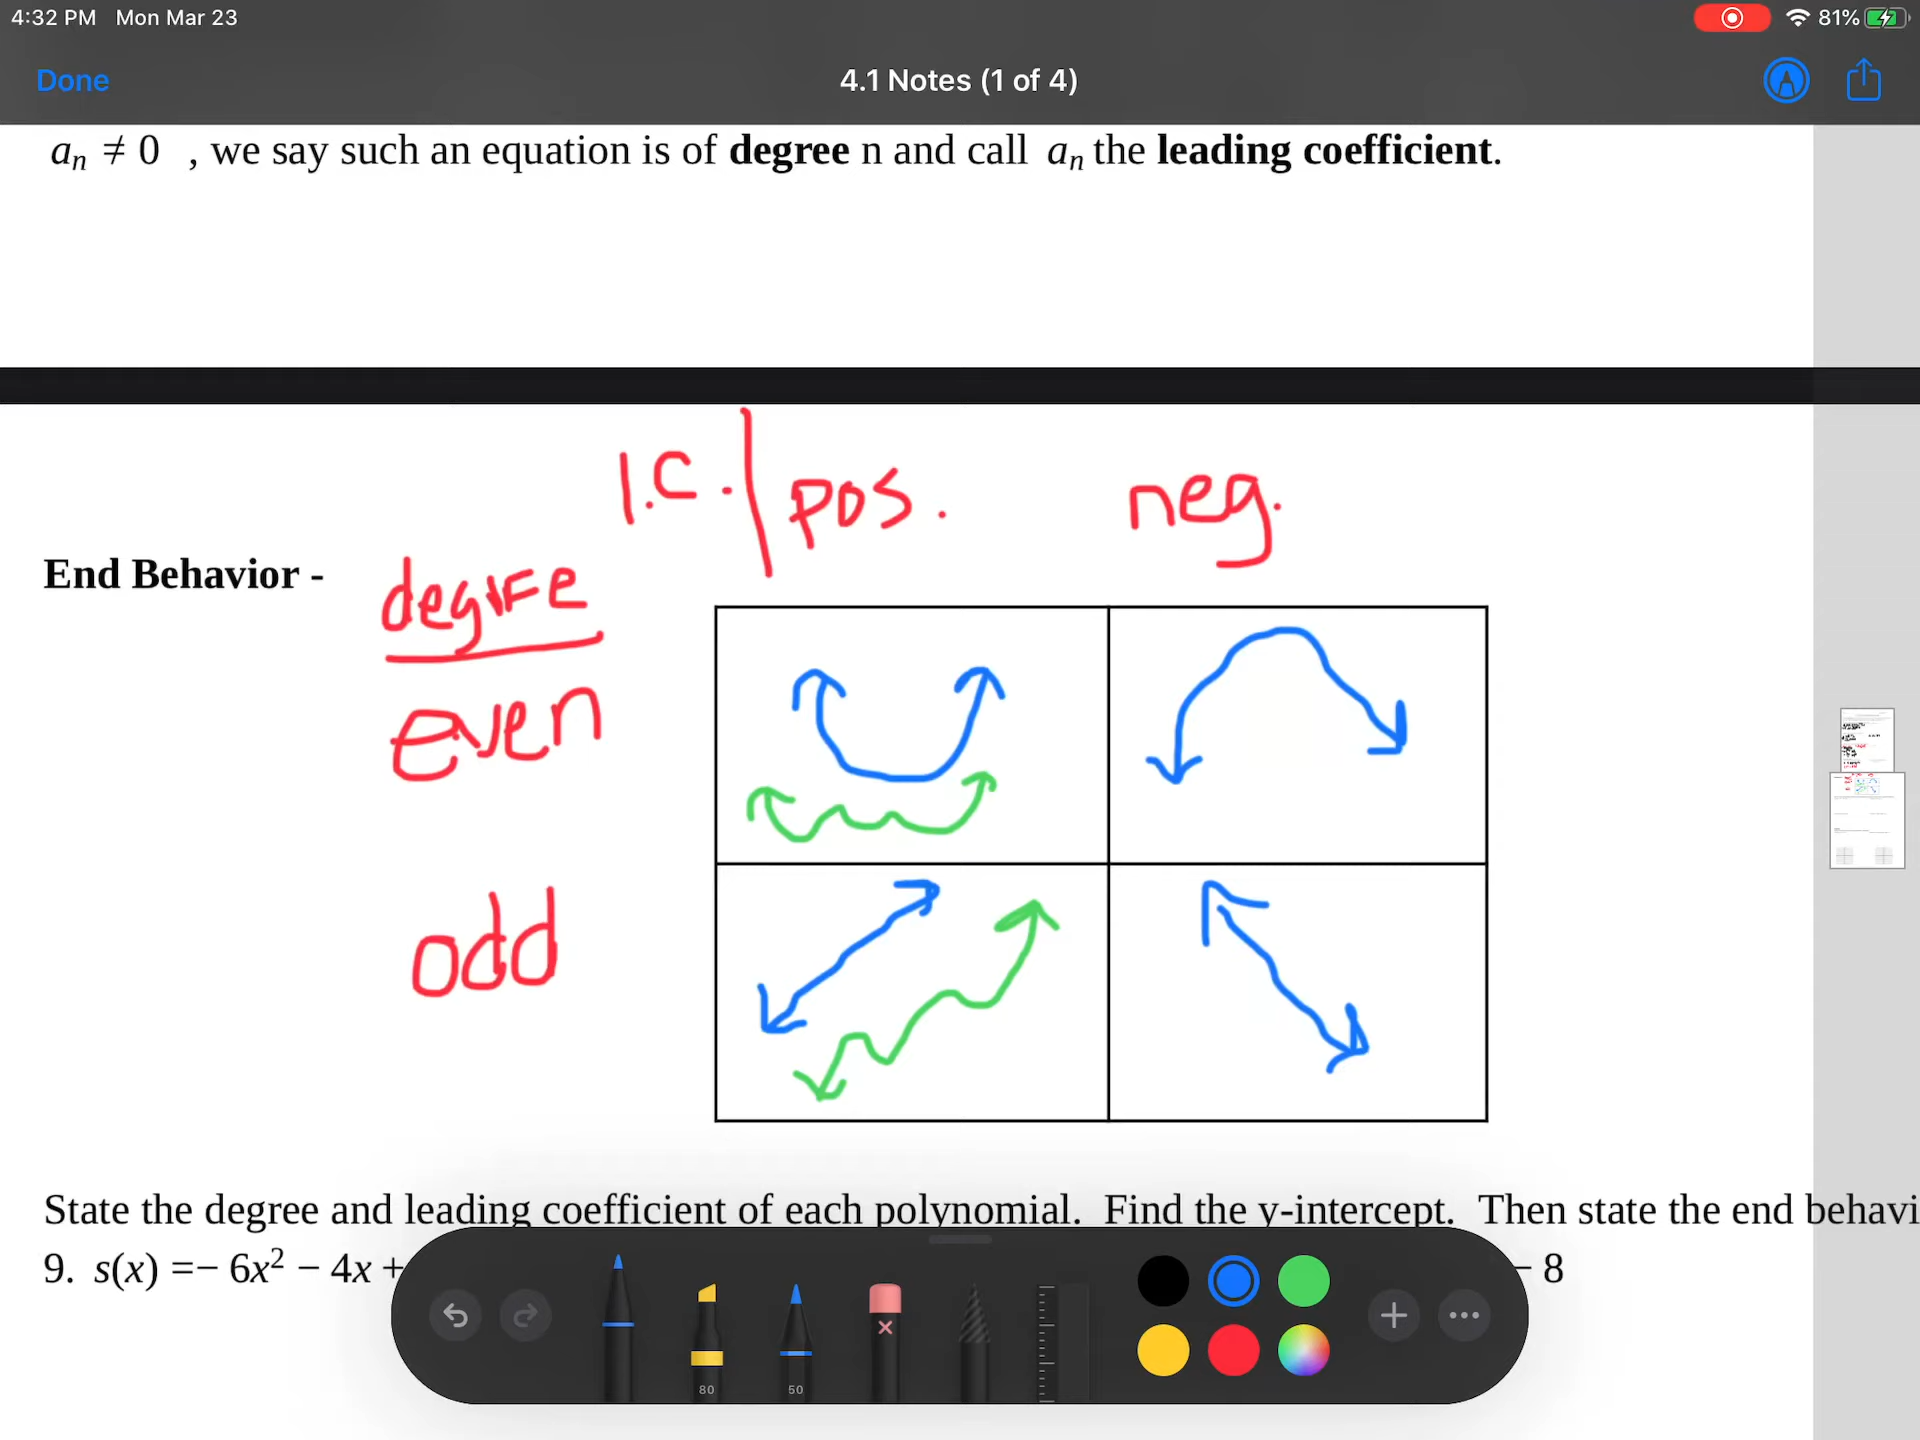 4:32 PM Mon Mar 23 81%
Done 4.1 Notes (1 of 4)
aₙ ≠ 0 , we say such an equation is of degree n and call aₙ the leading coefficient.
l.c. pos. neg.
End Behavior - degree
even
odd
State the degree and leading coefficient of each polynomial. Find the y-intercept. Then state the end behavi
9. s(x) =− 6x² − 4x + − 8
80 50